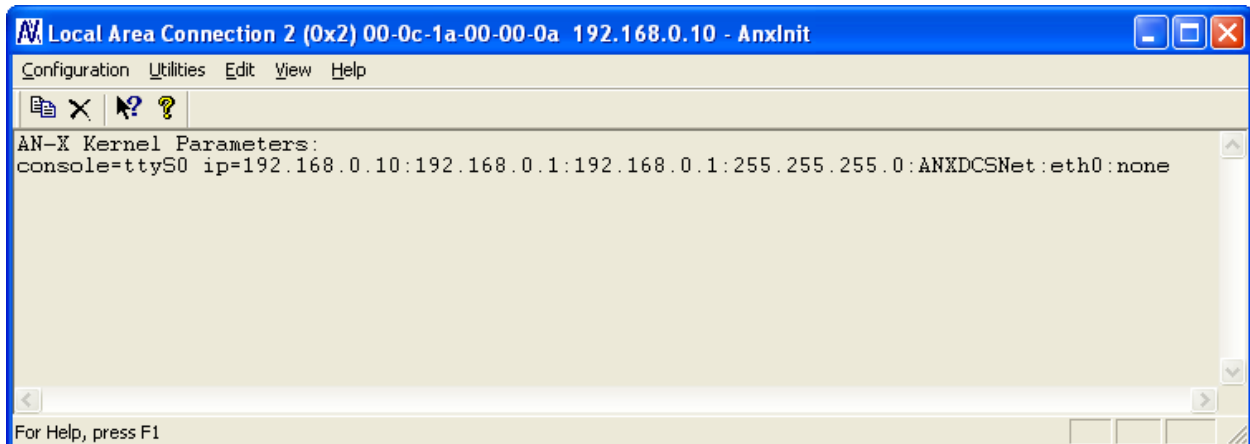 Local Area Connection 2 (0x2) 00-0c-1a-00-00-0a 192.168.0.10 - AnxInit
Configuration Utilities Edit View Help
AN-X Kernel Parameters:
console=ttyS0 ip=192.168.0.10:192.168.0.1:192.168.0.1:255.255.255.0:ANXDCSNet:eth0:none
For Help, press F1